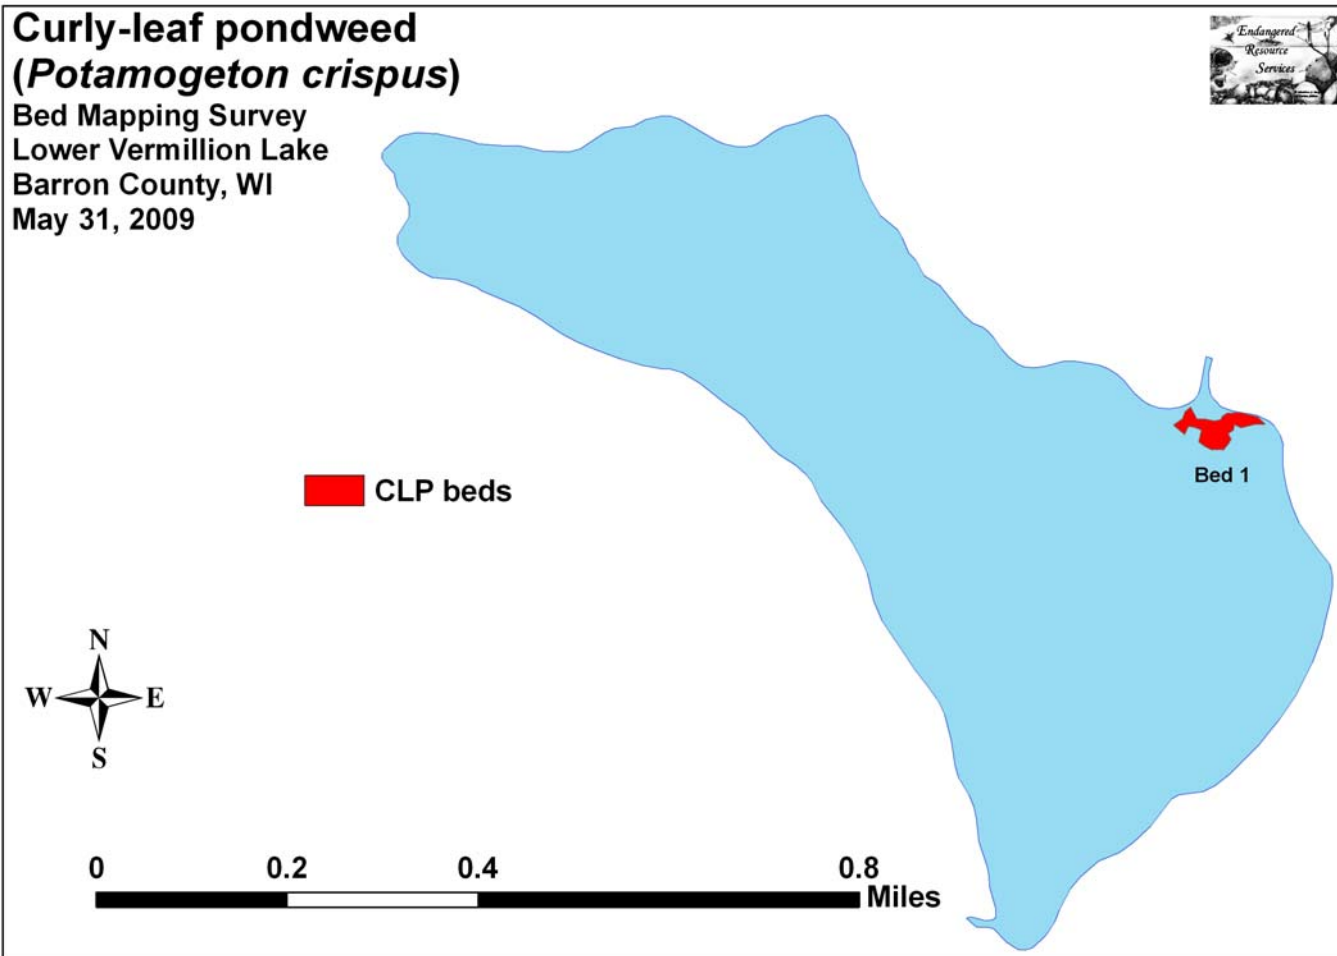 Curly-leaf pondweed
(Potamogeton crispus)
Bed Mapping Survey
Lower Vermillion Lake
Barron County, WI
May 31, 2009
Endangered
Resource
Services
Bed 1
CLP beds
N
W E
S
0 0.2 0.4 0.8
Miles